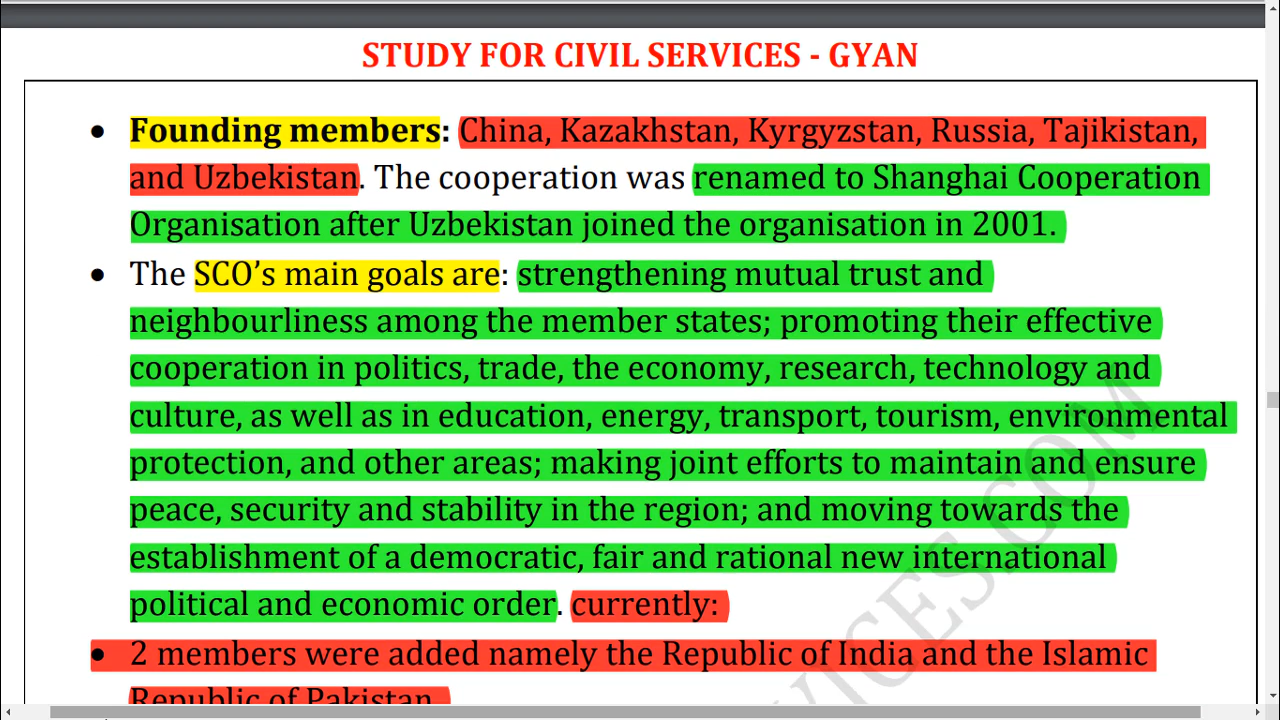 STUDY FOR CIVIL SERVICES - GYAN
• Founding members: China, Kazakhstan, Kyrgyzstan, Russia, Tajikistan,
and Uzbekistan. The cooperation was renamed to Shanghai Cooperation
Organisation after Uzbekistan joined the organisation in 2001.
• The SCO’s main goals are: strengthening mutual trust and
neighbourliness among the member states; promoting their effective
cooperation in politics, trade, the economy, research, technology and
culture, as well as in education, energy, transport, tourism, environmental
protection, and other areas; making joint efforts to maintain and ensure
peace, security and stability in the region; and moving towards the
establishment of a democratic, fair and rational new international
political and economic order. currently:
• 2 members were added namely the Republic of India and the Islamic
Republic of Pakistan.
VICES.COM